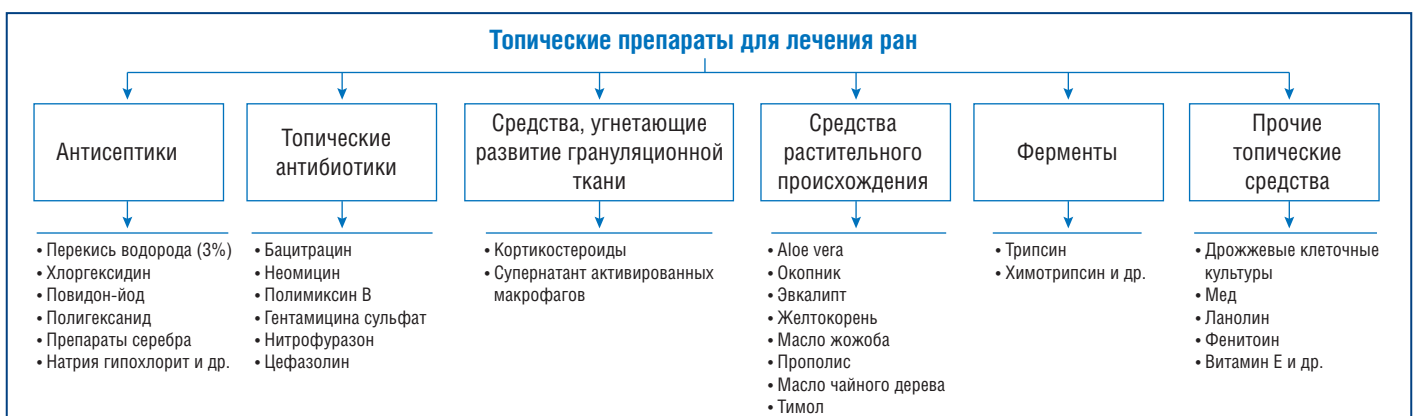 Топические препараты для лечения ран
Антисептики
Топические
антибиотики
Средства, угнетающие
развитие грануляционной
ткани
Средства
растительного
происхождения
Ферменты
Прочие
топические
средства
• Перекись водорода (3%)
• Хлоргексидин
• Повидон-йод
• Полигексанид
• Препараты серебра
• Натрия гипохлорит и др.
• Бацитрацин
• Неомицин
• Полимиксин В
• Гентамицина сульфат
• Нитрофуразон
• Цефазолин
• Кортикостероиды
• Супернатант активированных
макрофагов
• Aloe vera
• Окопник
• Эвкалипт
• Желтокорень
• Масло жожоба
• Прополис
• Масло чайного дерева
• Тимол
• Трипсин
• Химотрипсин и др.
• Дрожжевые клеточные
культуры
• Мед
• Ланолин
• Фенитоин
• Витамин Е и др.